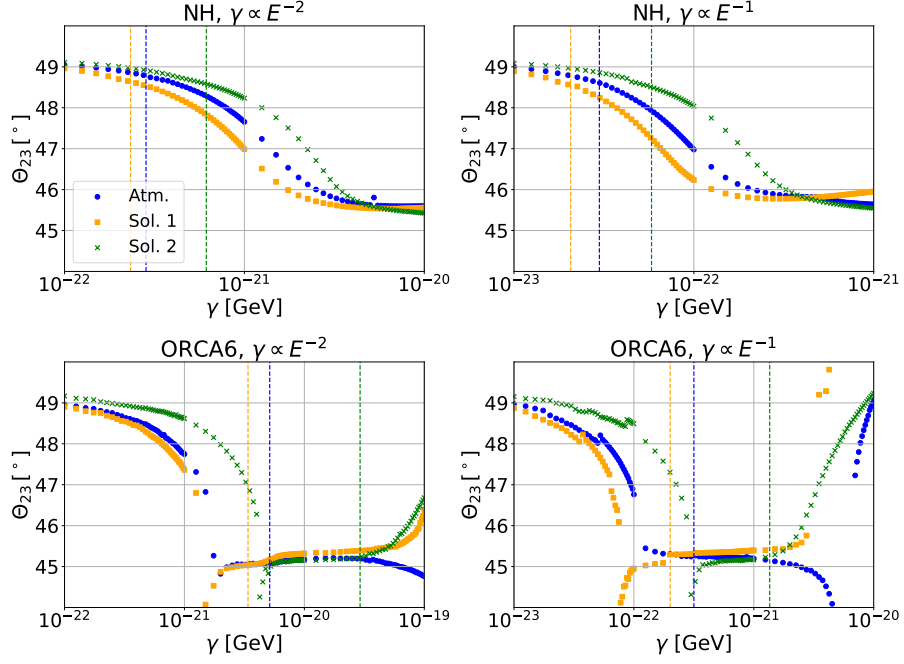 NH, γ ∝ E⁻²
Θ₂₃ [°]
49
48
47
46
45
Atm.
Sol. 1
Sol. 2
10⁻²²
10⁻²¹
10⁻²⁰
γ [GeV]
NH, γ ∝ E⁻¹
Θ₂₃ [°]
49
48
47
46
45
10⁻²³
10⁻²²
10⁻²¹
γ [GeV]
ORCA6, γ ∝ E⁻²
Θ₂₃ [°]
49
48
47
46
45
10⁻²²
10⁻²¹
10⁻²⁰
10⁻¹⁹
γ [GeV]
ORCA6, γ ∝ E⁻¹
Θ₂₃ [°]
49
48
47
46
45
10⁻²³
10⁻²²
10⁻²¹
10⁻²⁰
γ [GeV]